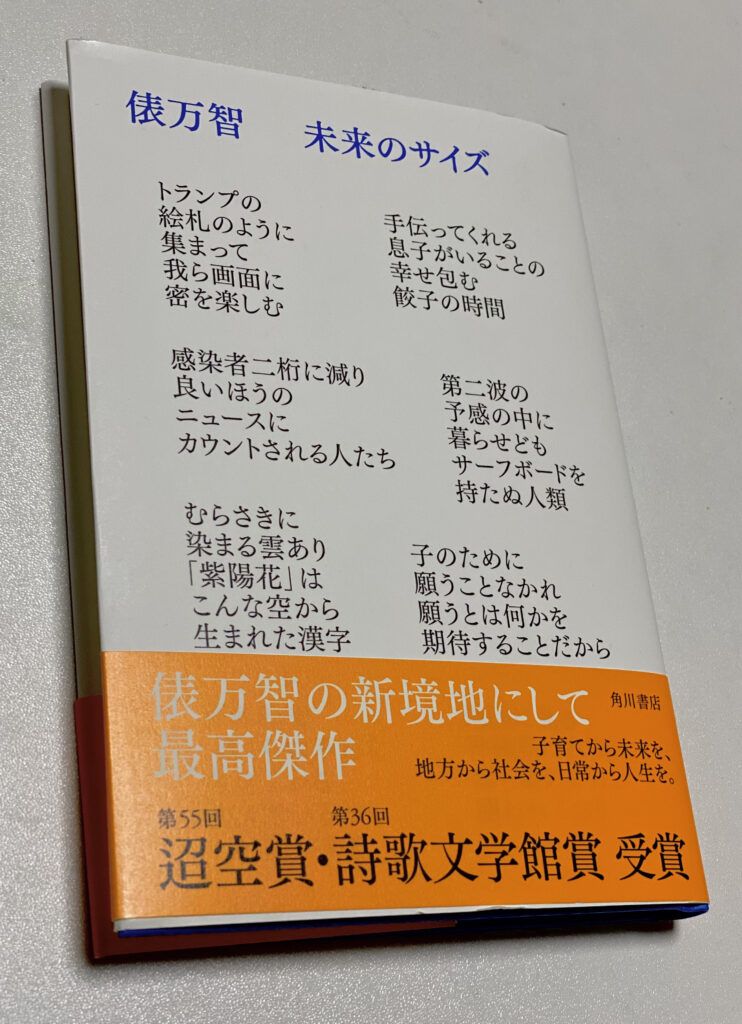 俵万智　未来のサイズ
トランプの
絵札のように
集まって
我ら画面に
密を楽しむ
手伝ってくれる
息子がいることの
幸せ包む
餃子の時間
感染者二桁に減り
良いほうの
ニュースに
カウントされる人たち
第二波の
予感の中に
暮らせども
サーフボードを
持たぬ人類
むらさきに
染まる雲あり
「紫陽花」は
こんな空から
生まれた漢字
子のために
願うことなかれ
願うとは何かを
期待することだから
俵万智の新境地にして
最高傑作
角川書店
子育てから未来を、
地方から社会を、日常から人生を。
第55回　第36回
迢空賞・詩歌文学館賞 受賞